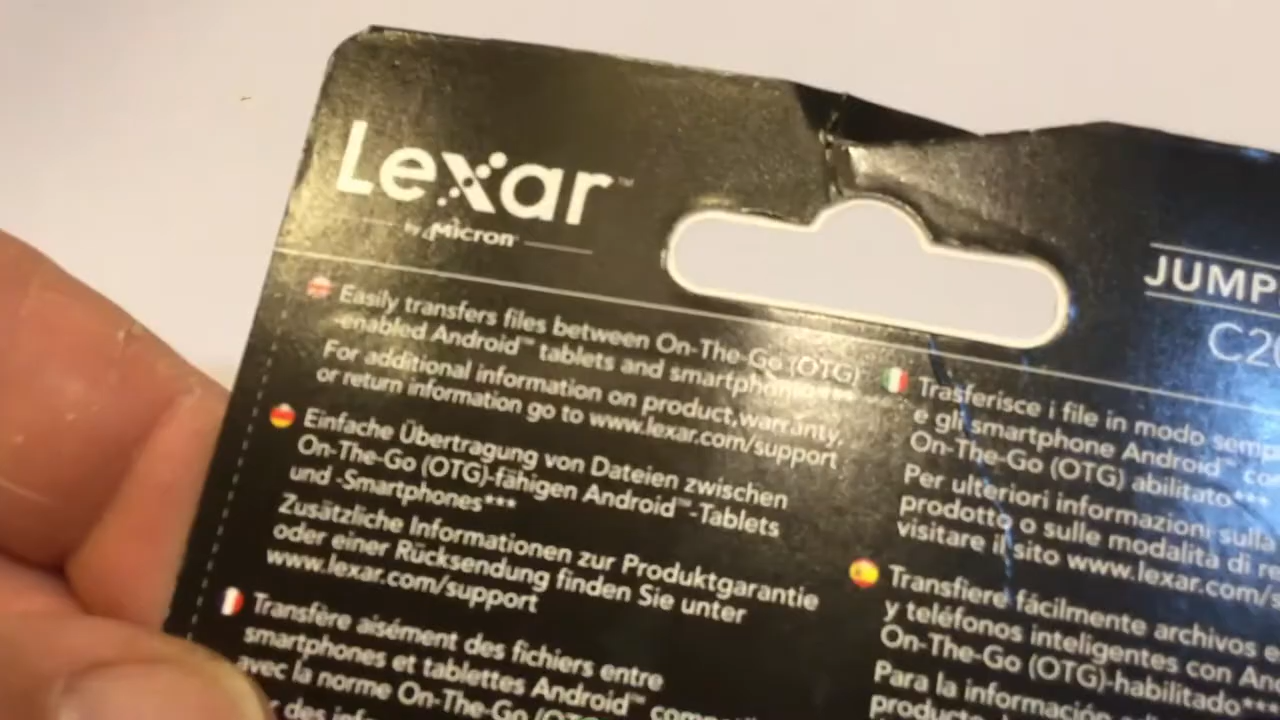 Lexar™
by Micron
JUMP
Easily transfers files between On-The-Go (OTG)
enabled Android™ tablets and smartphones
For additional information on product,warranty,
or return information go to www.lexar.com/support
Einfache Übertragung von Dateien zwischen
On-The-Go (OTG)-fähigen Android™-Tablets
und -Smartphones***
Zusätzliche Informationen zur Produktgarantie
oder einer Rücksendung finden Sie unter
www.lexar.com/support
Transfère aisément des fichiers entre
smartphones et tablettes Android™
avec la norme On-The-Go
des
Trasferisce i file in modo
e gli smartphone Android™
On-The-Go (OTG) abilitato***
Per ulteriori informazioni sulla
prodotto o sulle modalità di
visitare il sito www.lexar.com/s
Transfiere fácilmente archivos
y teléfonos inteligentes con
On-The-Go (OTG)-habilitado***
Para la información